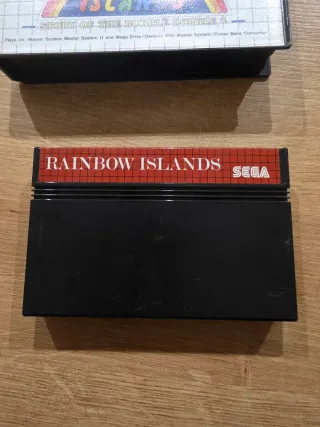 ISLANDS
STORY OF THE BUBBLE BOBBLE 2
Plays On: Master System, Master System II and Mega Drive/Genesis With Master System/Power Base Converter
RAINBOW ISLANDS
SEGA